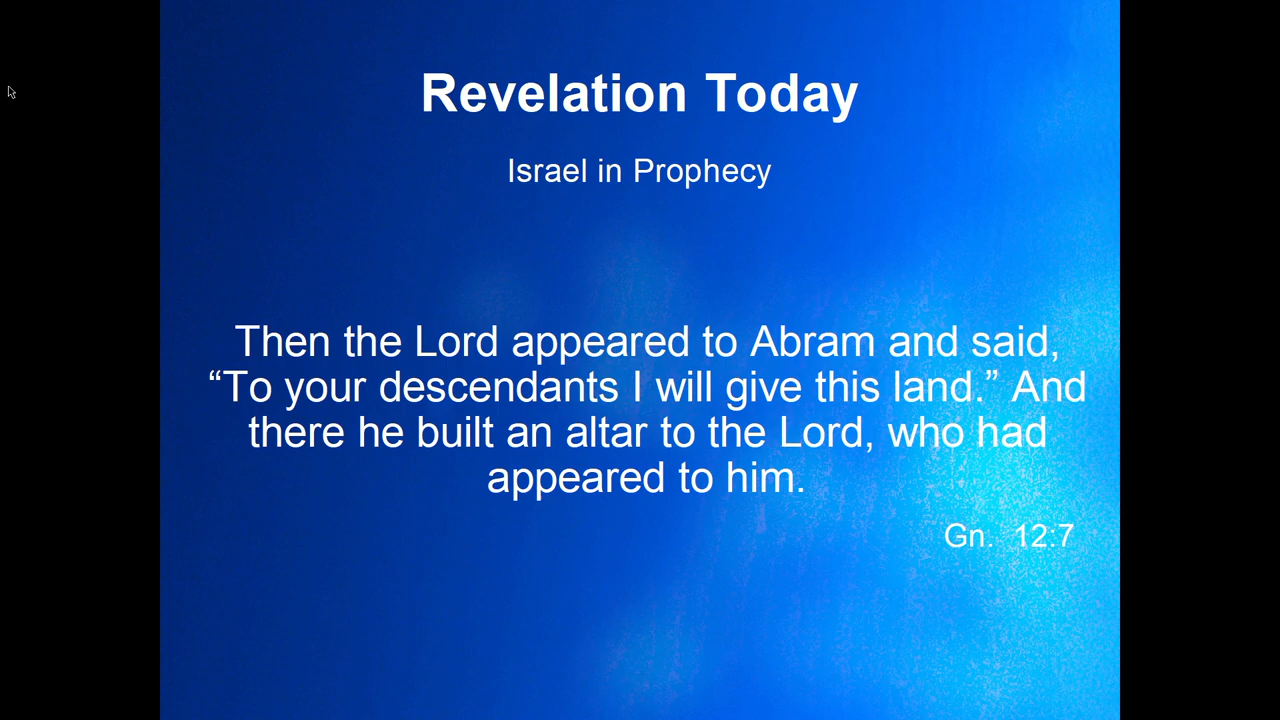 Revelation Today
Israel in Prophecy
Then the Lord appeared to Abram and said,
“To your descendants I will give this land.” And
there he built an altar to the Lord, who had
appeared to him.
Gn.  12:7